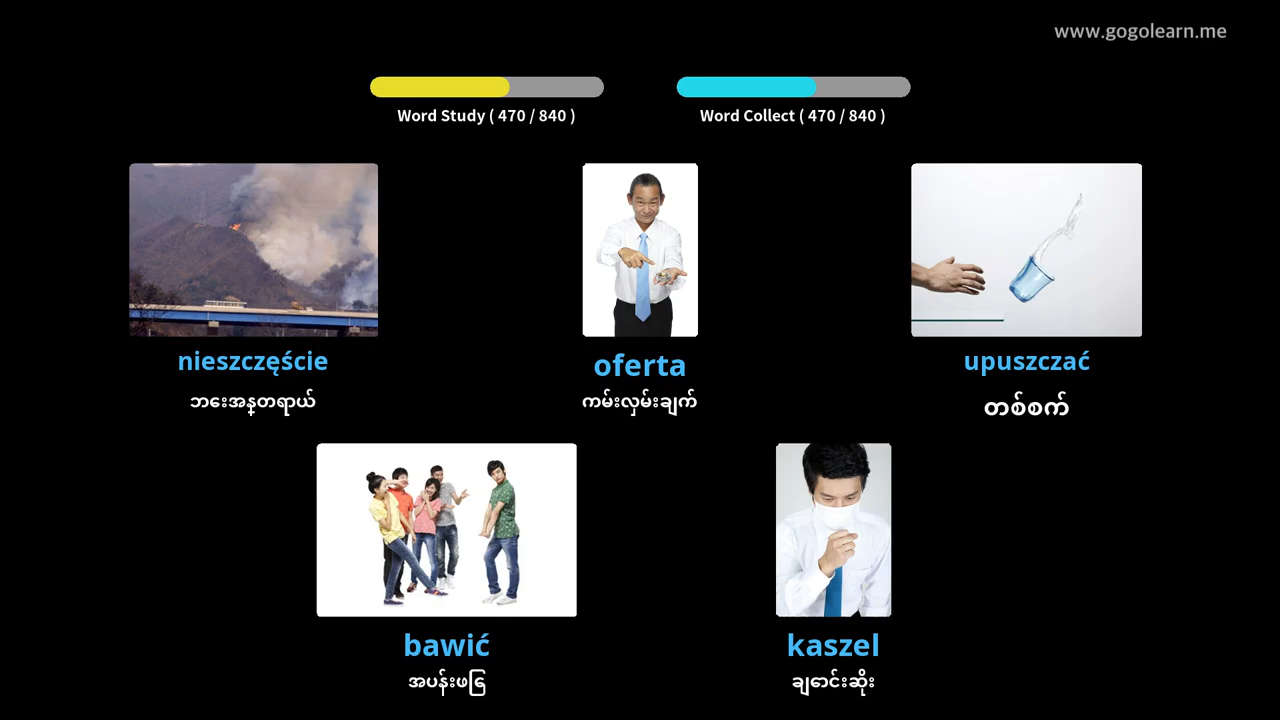 www.gogolearn.me
Word Study ( 470 / 840 )
Word Collect ( 470 / 840 )
nieszczęście
oferta
upuszczać
ဘေးအန္တရာယ်
ကမ်းလှမ်းချက်
တစ်စက်
bawić
kaszel
အပန်းဖြေ
ချောင်းဆိုး